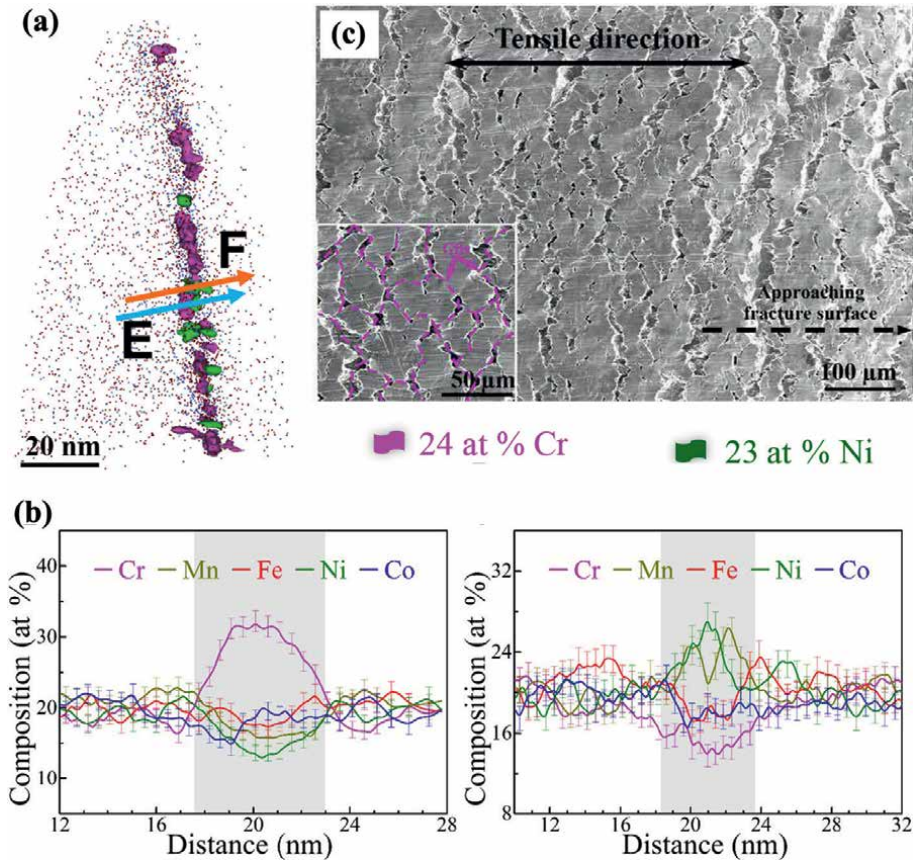 (a)
F
E
20 nm
(c)
Tensile direction
Approaching
fracture surface
GB
50 µm
100 µm
24 at % Cr
23 at % Ni
(b)
Composition (at %)
40
30
20
10
Cr Mn Fe Ni Co
12 16 20 24 28
Distance (nm)
Composition (at %)
32
24
16
8
Cr Mn Fe Ni Co
12 16 20 24 28 32
Distance (nm)